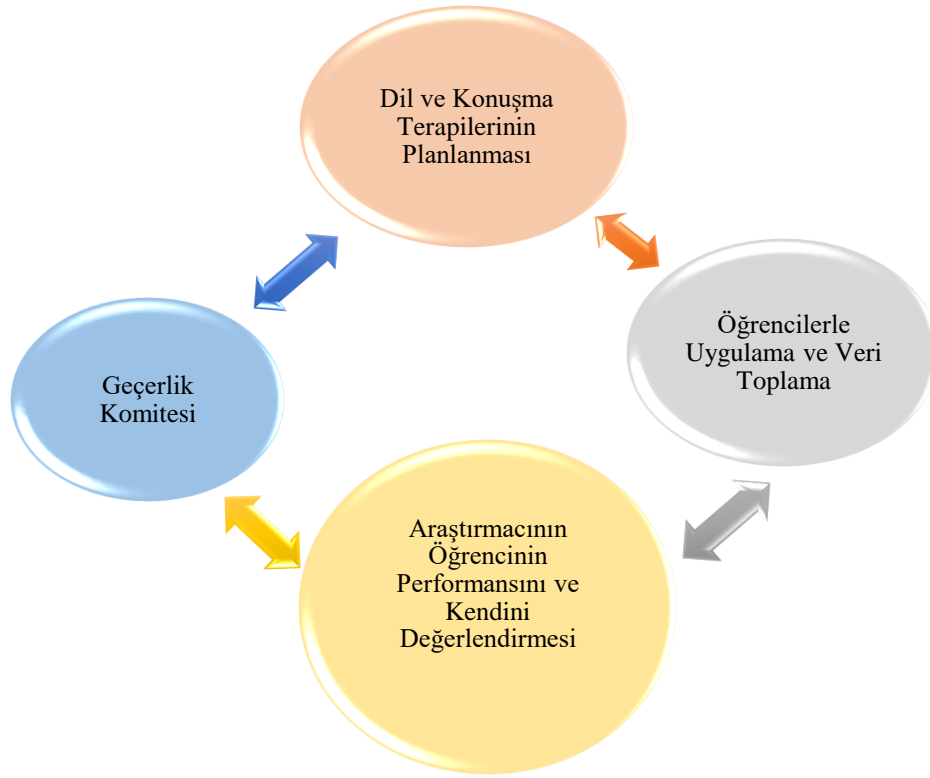 Dil ve Konuşma
Terapilerinin
Planlanması
Öğrencilerle
Uygulama ve Veri
Toplama
Geçerlik
Komitesi
Araştırmacının
Öğrencinin
Performansını ve
Kendini
Değerlendirmesi